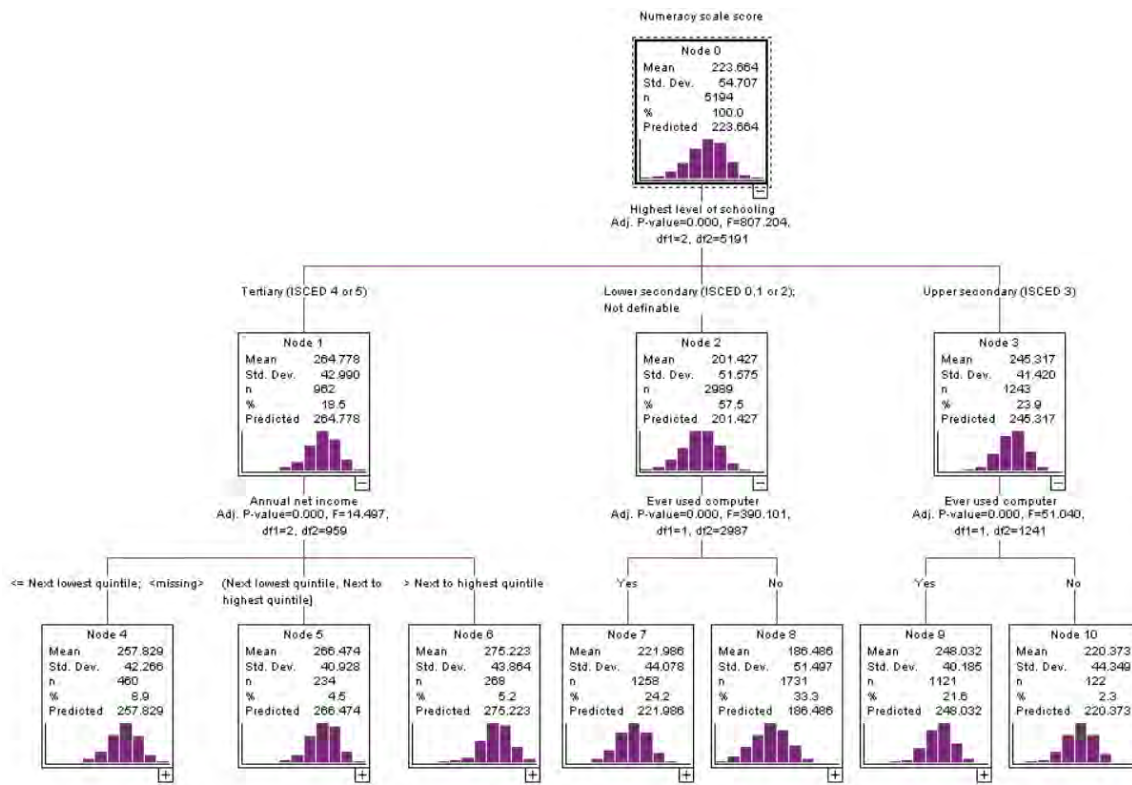 Numeracy scale score
Node 0
Mean 223.664
Std. Dev. 54.707
n 5194
% 100.0
Predicted 223.664
Highest level of schooling
Adj. P-value=0.000, F=807.204,
df1=2, df2=5191
Tertiary (ISCED 4 or 5)
Lower secondary (ISCED 0,1 or 2);
Not definable
Upper secondary (ISCED 3)
Node 1
Mean 264.778
Std. Dev. 42.990
n 962
% 18.5
Predicted 264.778
Annual net income
Adj. P-value=0.000, F=14.497,
df1=2, df2=959
Node 2
Mean 201.427
Std. Dev. 51.575
n 2989
% 57.5
Predicted 201.427
Ever used computer
Adj. P-value=0.000, F=390.101,
df1=1, df2=2987
Node 3
Mean 245.317
Std. Dev. 41.420
n 1243
% 23.9
Predicted 245.317
Ever used computer
Adj. P-value=0.000, F=51.040,
df1=1, df2=1241
<= Next lowest quintile; <missing>
(Next lowest quintile, Next to
highest quintile]
> Next to highest quintile
Yes
No
Yes
No
Node 4
Mean 257.829
Std. Dev. 42.266
n 460
% 8.9
Predicted 257.829
Node 5
Mean 266.474
Std. Dev. 40.928
n 234
% 4.5
Predicted 266.474
Node 6
Mean 275.223
Std. Dev. 43.864
n 268
% 5.2
Predicted 275.223
Node 7
Mean 221.986
Std. Dev. 44.078
n 1258
% 24.2
Predicted 221.986
Node 8
Mean 186.486
Std. Dev. 51.497
n 1731
% 33.3
Predicted 186.486
Node 9
Mean 248.032
Std. Dev. 40.185
n 1121
% 21.6
Predicted 248.032
Node 10
Mean 220.373
Std. Dev. 44.349
n 122
% 2.3
Predicted 220.373